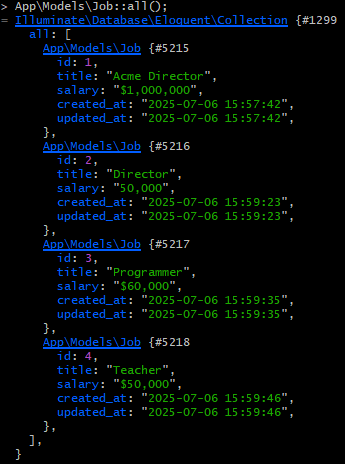 > App\Models\Job::all();
= Illuminate\Database\Eloquent\Collection {#1299
all: [
App\Models\Job {#5215
id: 1,
title: "Acme Director",
salary: "$1,000,000",
created_at: "2025-07-06 15:57:42",
updated_at: "2025-07-06 15:57:42",
},
App\Models\Job {#5216
id: 2,
title: "Director",
salary: "50,000",
created_at: "2025-07-06 15:59:23",
updated_at: "2025-07-06 15:59:23",
},
App\Models\Job {#5217
id: 3,
title: "Programmer",
salary: "$60,000",
created_at: "2025-07-06 15:59:35",
updated_at: "2025-07-06 15:59:35",
},
App\Models\Job {#5218
id: 4,
title: "Teacher",
salary: "$50,000",
created_at: "2025-07-06 15:59:46",
updated_at: "2025-07-06 15:59:46",
},
],
}